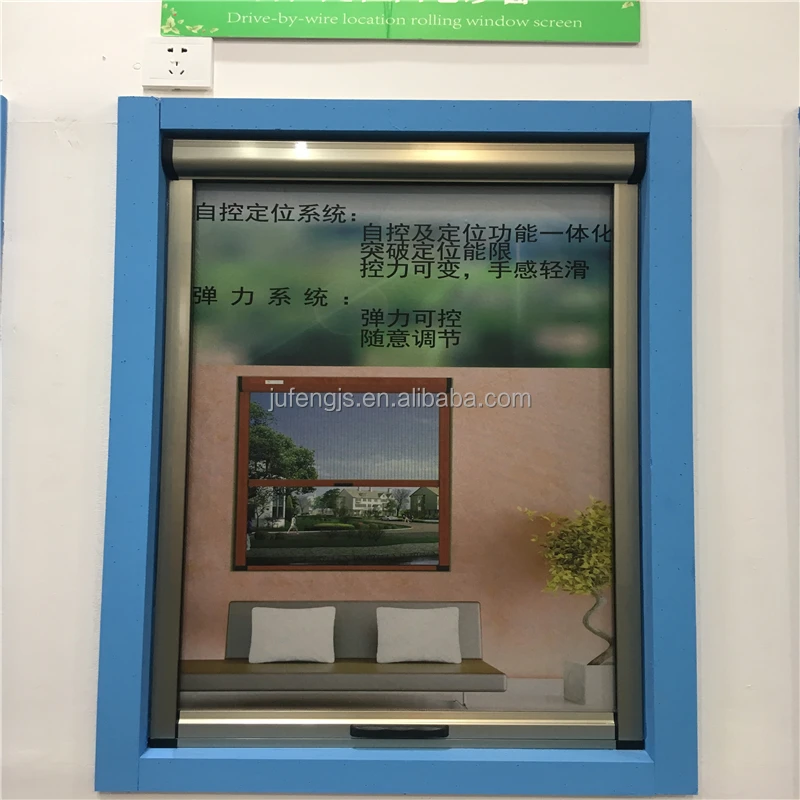 Drive-by-wire location rolling window screen
自控定位系统：
自控及定位功能一体化
突破定位能限
控力可变，手感轻滑
弹力系统：
弹力可控
随意调节
jufengjs.en.alibaba.com